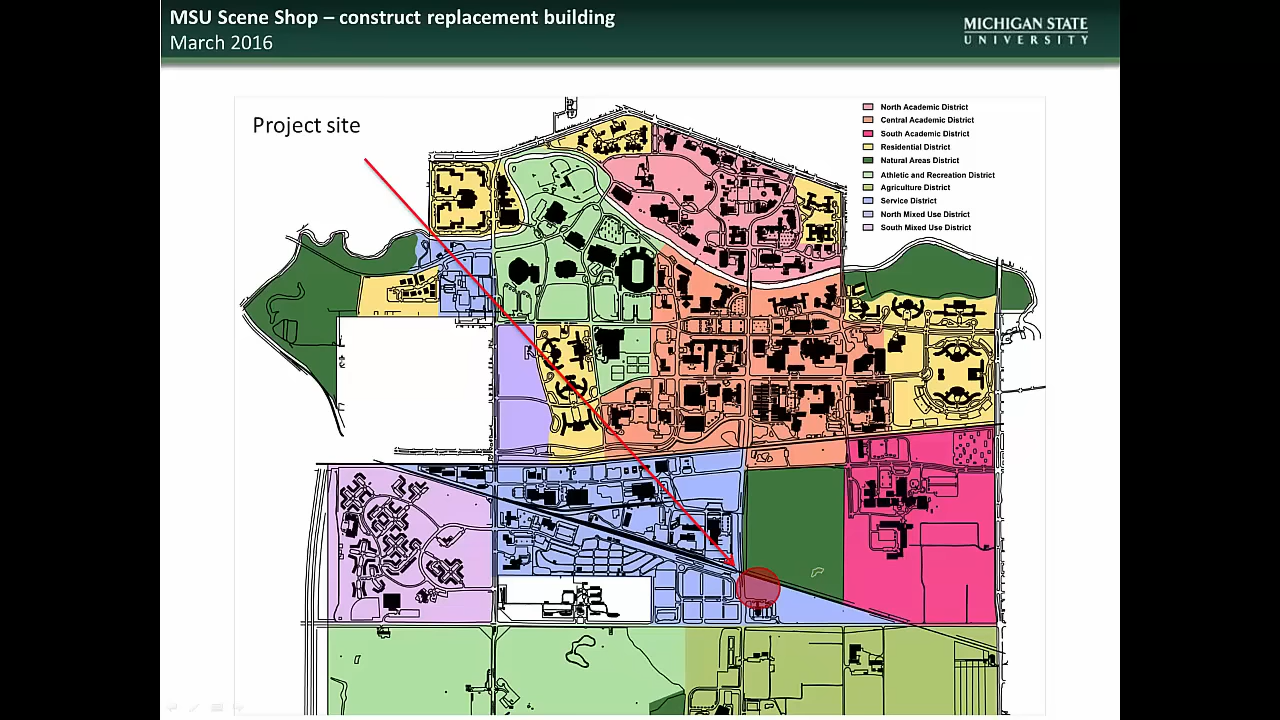 MSU Scene Shop – construct replacement building
March 2016
MICHIGAN STATE
UNIVERSITY
Project site
North Academic District
Central Academic District
South Academic District
Residential District
Natural Areas District
Athletic and Recreation District
Agriculture District
Service District
North Mixed Use District
South Mixed Use District